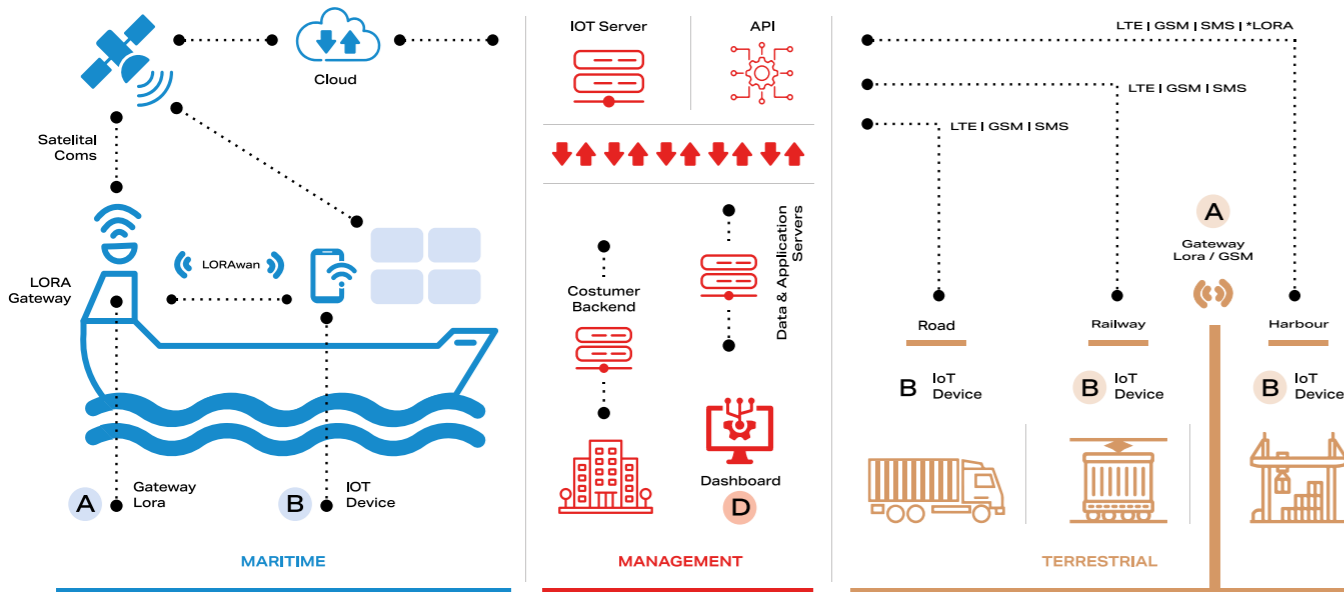 Cloud
Satelital
Coms
LORA
Gateway
LORAwan
A
Gateway
Lora
B
IOT
Device
MARITIME
IOT Server
API
Costumer
Backend
Data & Application
Servers
Dashboard
D
MANAGEMENT
LTE | GSM | SMS | *LORA
LTE | GSM | SMS
LTE | GSM | SMS
A
Gateway
Lora / GSM
Road
Railway
Harbour
B
IoT
Device
B
IoT
Device
B
IoT
Device
TERRESTRIAL